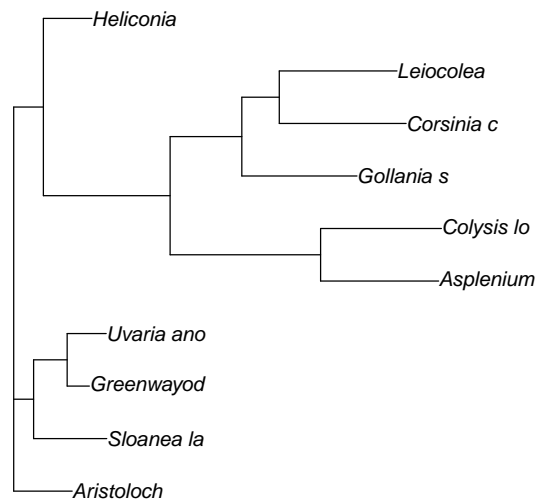 Heliconia
Leiocolea
Corsinia c
Gollania s
Colysis lo
Asplenium
Uvaria ano
Greenwayod
Sloanea la
Aristoloch